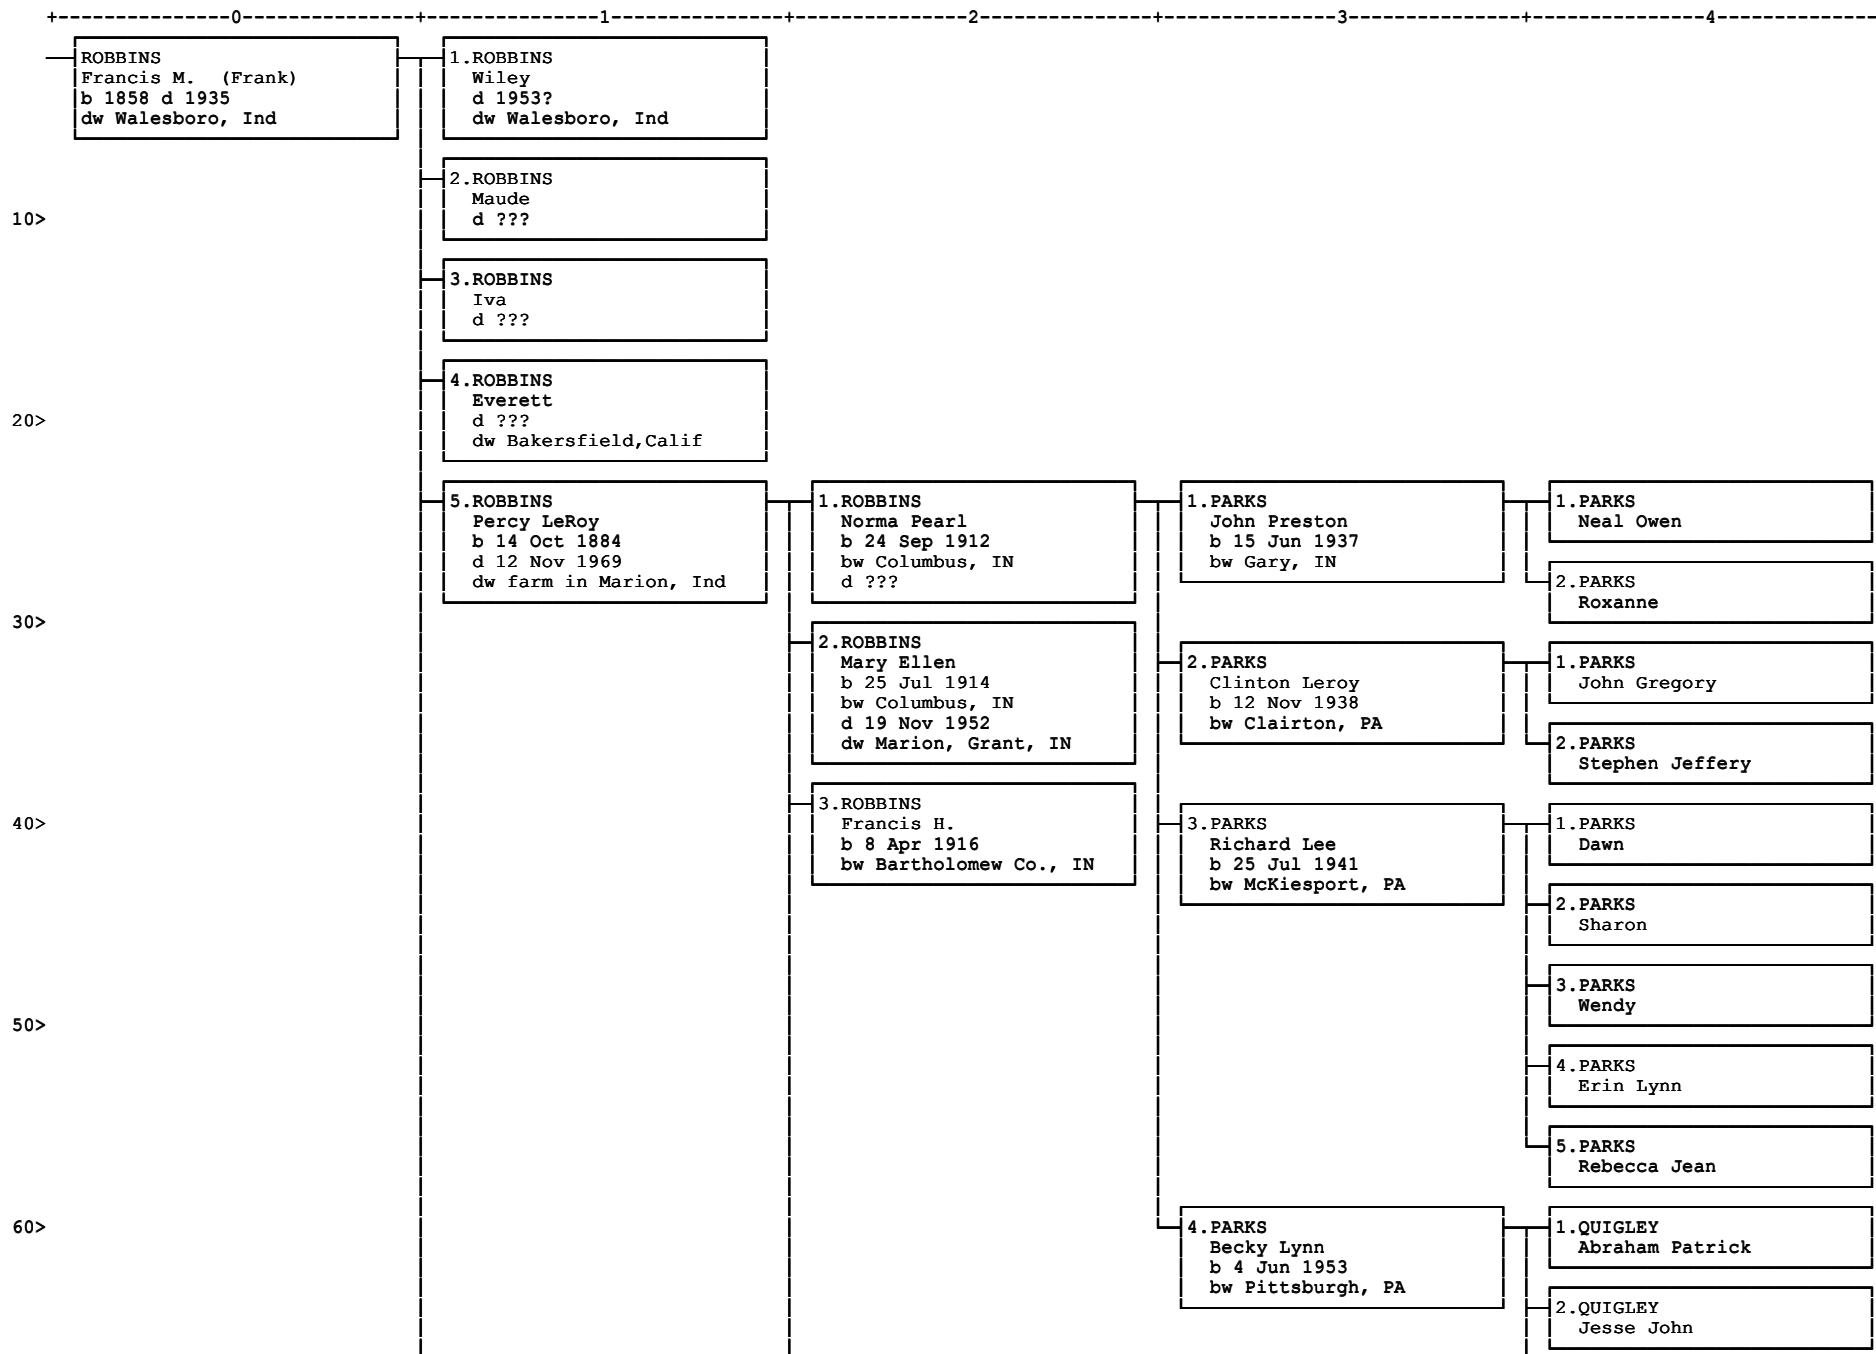 +---------------0---------------+---------------1---------------+---------------2---------------+---------------3---------------+---------------4--------------
ROBBINS
Francis M.  (Frank)
b 1858 d 1935
dw Walesboro, Ind
1.ROBBINS
Wiley
d 1953?
dw Walesboro, Ind
2.ROBBINS
Maude
d ???
10>
3.ROBBINS
Iva
d ???
4.ROBBINS
Everett
d ???
dw Bakersfield,Calif
20>
5.ROBBINS
Percy LeRoy
b 14 Oct 1884
d 12 Nov 1969
dw farm in Marion, Ind
1.ROBBINS
Norma Pearl
b 24 Sep 1912
bw Columbus, IN
d ???
1.PARKS
John Preston
b 15 Jun 1937
bw Gary, IN
1.PARKS
Neal Owen
2.PARKS
Roxanne
30>
2.ROBBINS
Mary Ellen
b 25 Jul 1914
bw Columbus, IN
d 19 Nov 1952
dw Marion, Grant, IN
2.PARKS
Clinton Leroy
b 12 Nov 1938
bw Clairton, PA
1.PARKS
John Gregory
2.PARKS
Stephen Jeffery
40>
3.ROBBINS
Francis H.
b 8 Apr 1916
bw Bartholomew Co., IN
3.PARKS
Richard Lee
b 25 Jul 1941
bw McKiesport, PA
1.PARKS
Dawn
2.PARKS
Sharon
3.PARKS
Wendy
50>
4.PARKS
Erin Lynn
5.PARKS
Rebecca Jean
60>
4.PARKS
Becky Lynn
b 4 Jun 1953
bw Pittsburgh, PA
1.QUIGLEY
Abraham Patrick
2.QUIGLEY
Jesse John